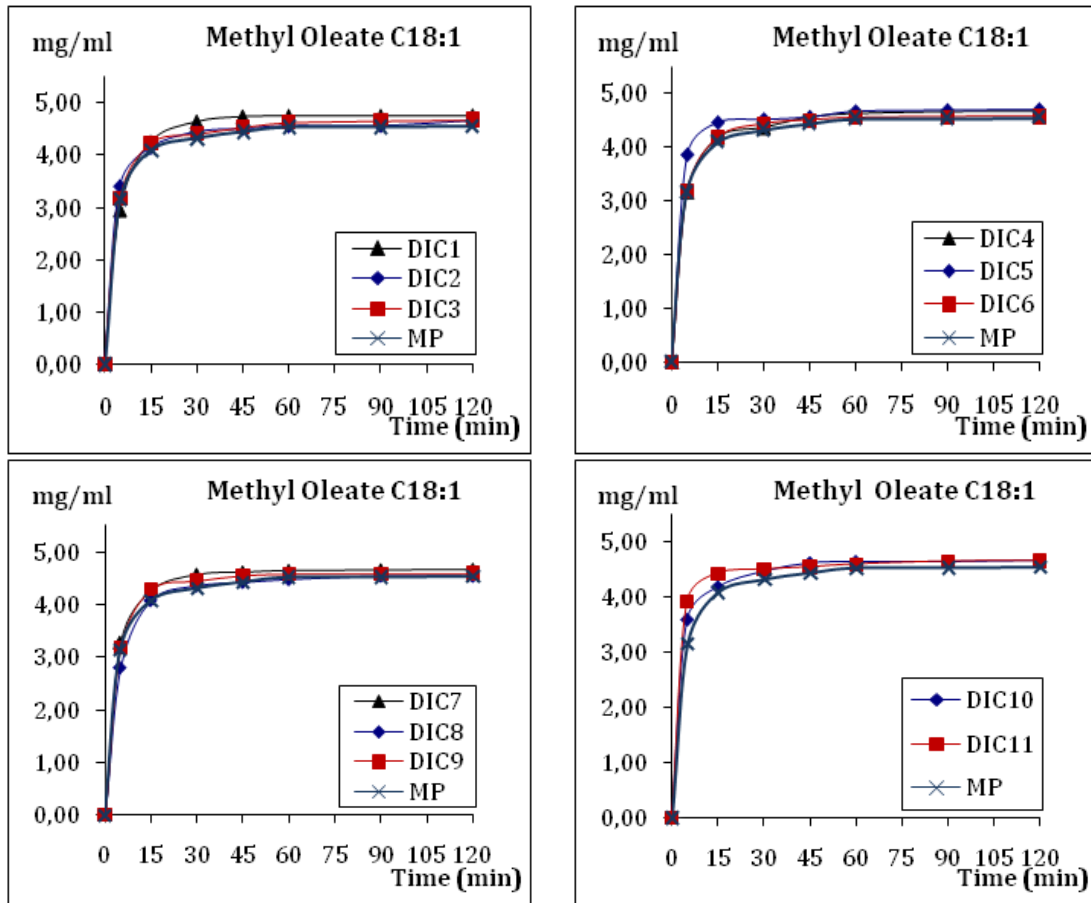 mg/ml Methyl Oleate C18:1
5,00
4,00
3,00
2,00
1,00
0,00
DIC1
DIC2
DIC3
MP
0 15 30 45 60 90 105 120
Time (min)
mg/ml Methyl Oleate C18:1
5,00
4,00
3,00
2,00
1,00
0,00
DIC4
DIC5
DIC6
MP
0 15 30 45 60 90 105 120
Time (min)
mg/ml Methyl Oleate C18:1
5,00
4,00
3,00
2,00
1,00
0,00
DIC7
DIC8
DIC9
MP
0 15 30 45 60 90 105 120
Time (min)
mg/ml Methyl Oleate C18:1
5,00
4,00
3,00
2,00
1,00
0,00
DIC10
DIC11
MP
0 15 30 45 60 90 105 120
Time (min)